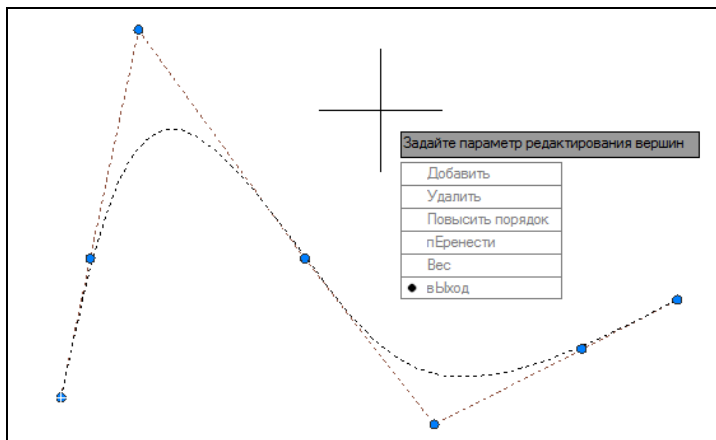 Задайте параметр редактирования вершин
Добавить
Удалить
Повысить порядок
пЕренести
Вес
вЫход